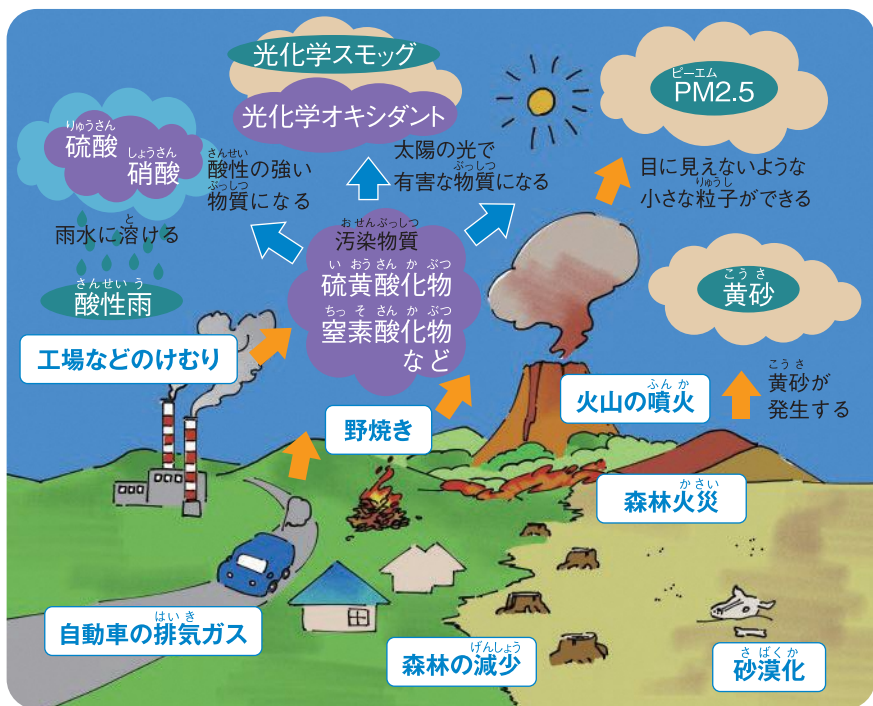 光化学スモッグ
光化学オキシダント
ピーエム
PM2.5
りゅうさん
硫酸
しょうさん
硝酸
さんせい
酸性の強い
ぶっしつ
物質になる
太陽の光で
ぶっしつ
有害な物質になる
目に見えないような
りゅうし
小さな粒子ができる
と
雨水に溶ける
さんせい う
酸性雨
お せんぶっしつ
汚染物質
い おう さん か ぶつ
硫黄酸化物
ちっ そ さん か ぶつ
窒素酸化物
など
こう さ
黄砂
こう さ
黄砂が
発生する
工場などのけむり
野焼き
ふん か
火山の噴火
か さい
森林火災
はい き
自動車の排気ガス
げんしょう
森林の減少
さ ばく か
砂漠化